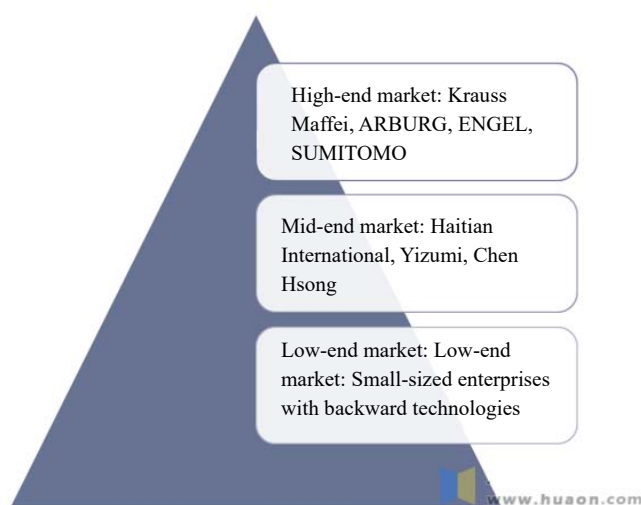 High-end market: Krauss
Maffei, ARBURG, ENGEL,
SUMITOMO
Mid-end market: Haitian
International, Yizumi, Chen
Hsong
Low-end market: Low-end
market: Small-sized enterprises
with backward technologies
www.huaon.com